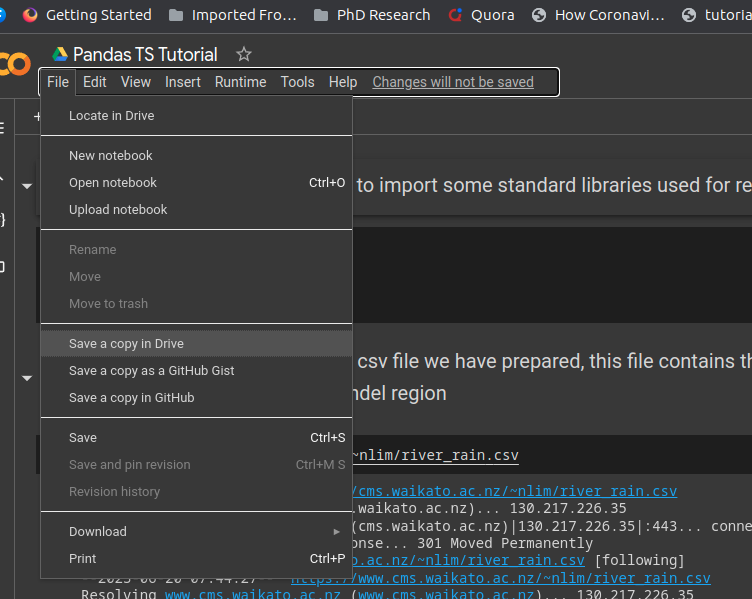 Getting Started Imported Fro... PhD Research Quora How Coronavi... tutoria
Pandas TS Tutorial
File Edit View Insert Runtime Tools Help Changes will not be saved
Locate in Drive
New notebook
Open notebook Ctrl+O
to import some standard libraries used for re
Upload notebook
Rename
Move
Move to trash
Save a copy in Drive
csv file we have prepared, this file contains th
Save a copy as a GitHub Gist
Save a copy in GitHub
ndel region
Save Ctrl+S
~nlim/river_rain.csv
Save and pin revision Ctrl+M S
Revision history
/cms.waikato.ac.nz/~nlim/river_rain.csv
.waikato.ac.nz)... 130.217.226.35
Download
(cms.waikato.ac.nz)|130.217.226.35|:443... conne
onse... 301 Moved Permanently
Print Ctrl+P
o.ac.nz/~nlim/river_rain.csv [following]
https://www.cms.waikato.ac.nz/~nlim/river_rain.csv
Resolving www.cms.waikato.ac.nz (www.cms.waikato.ac.nz)... 130.217.226.35